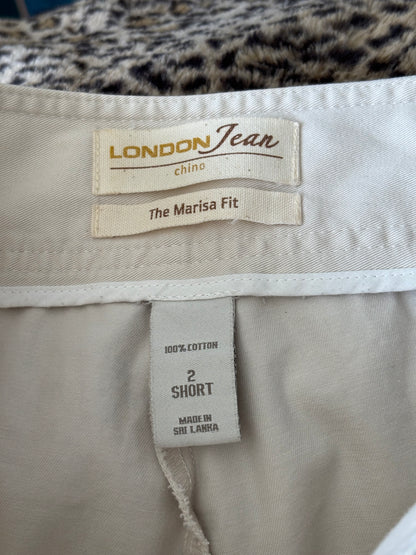 LONDON Jean
chino
The Marisa Fit
100% COTTON
2
SHORT
MADE IN
SRI LANKA